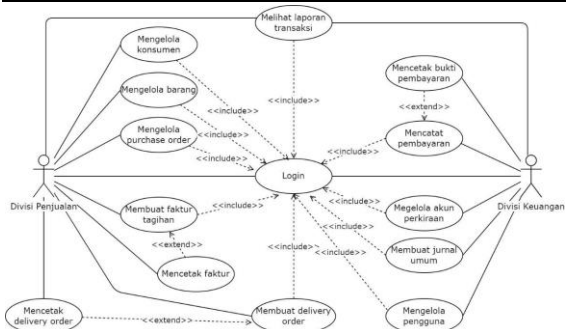 Melihat laporan
transaksi
Mengelola
konsumen
Mencetak bukti
pembayaran
<<include>>
Mengelola barang
<<include>>
<<include>>
<<extend>>
Mengelola
purchase order
Mencatat
pembayaran
<<include>>
<<include>>
Login
Divisi Penjualan
Divisi Keuangan
Membuat faktur
tagihan
<<include>>
<<include>>
Megelola akun
perkiraan
<<extend>>
<<include>>
<<include>>
Membuat jurnal
umum
Mencetak faktur
<<include>>
Mencetak
delivery order
<<extend>>
Membuat delivery
order
Mengelola
pengguna